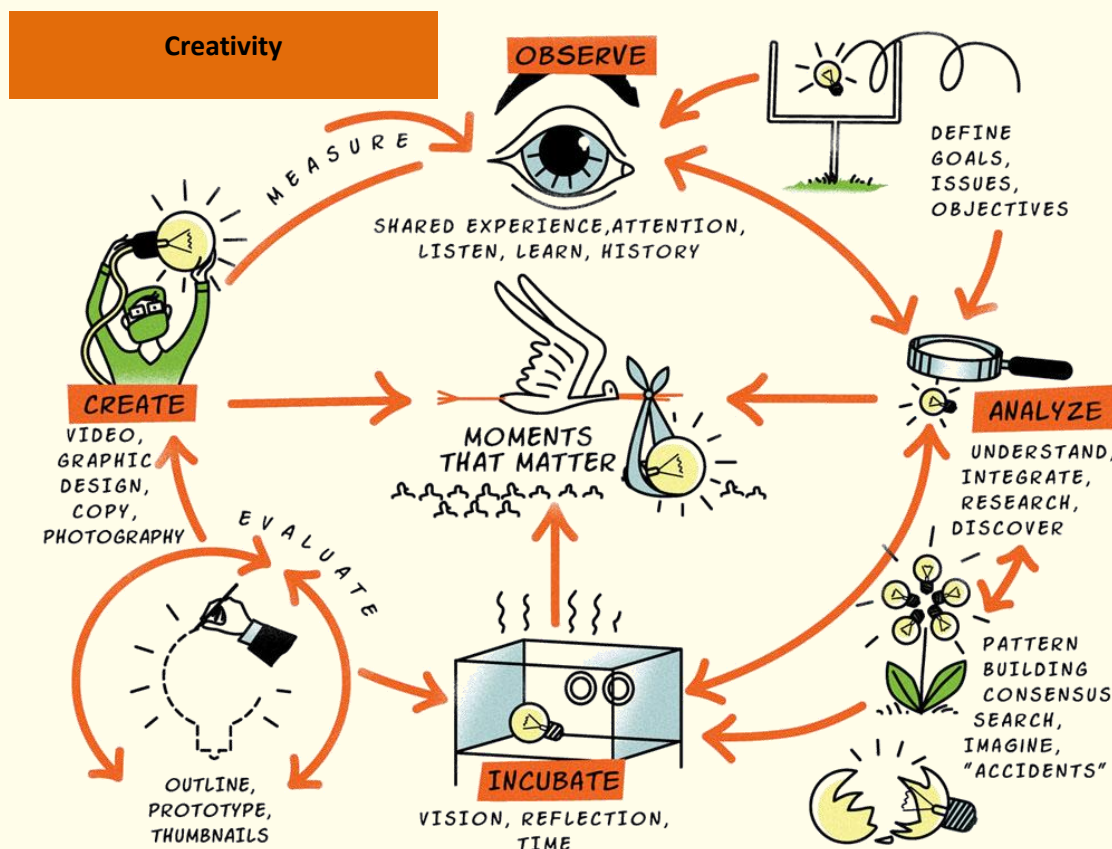 Creativity
OBSERVE
SHARED EXPERIENCE, ATTENTION,
LISTEN, LEARN, HISTORY
DEFINE
GOALS,
ISSUES,
OBJECTIVES
MEASURE
CREATE
VIDEO,
GRAPHIC
DESIGN,
COPY,
PHOTOGRAPHY
MOMENTS
THAT MATTER
ANALYZE
UNDERSTAND,
INTEGRATE,
RESEARCH,
DISCOVER
EVALUATE
PATTERN
BUILDING
CONSENSUS
SEARCH,
IMAGINE,
"ACCIDENTS"
OUTLINE,
PROTOTYPE,
THUMBNAILS
INCUBATE
VISION, REFLECTION,
TIME